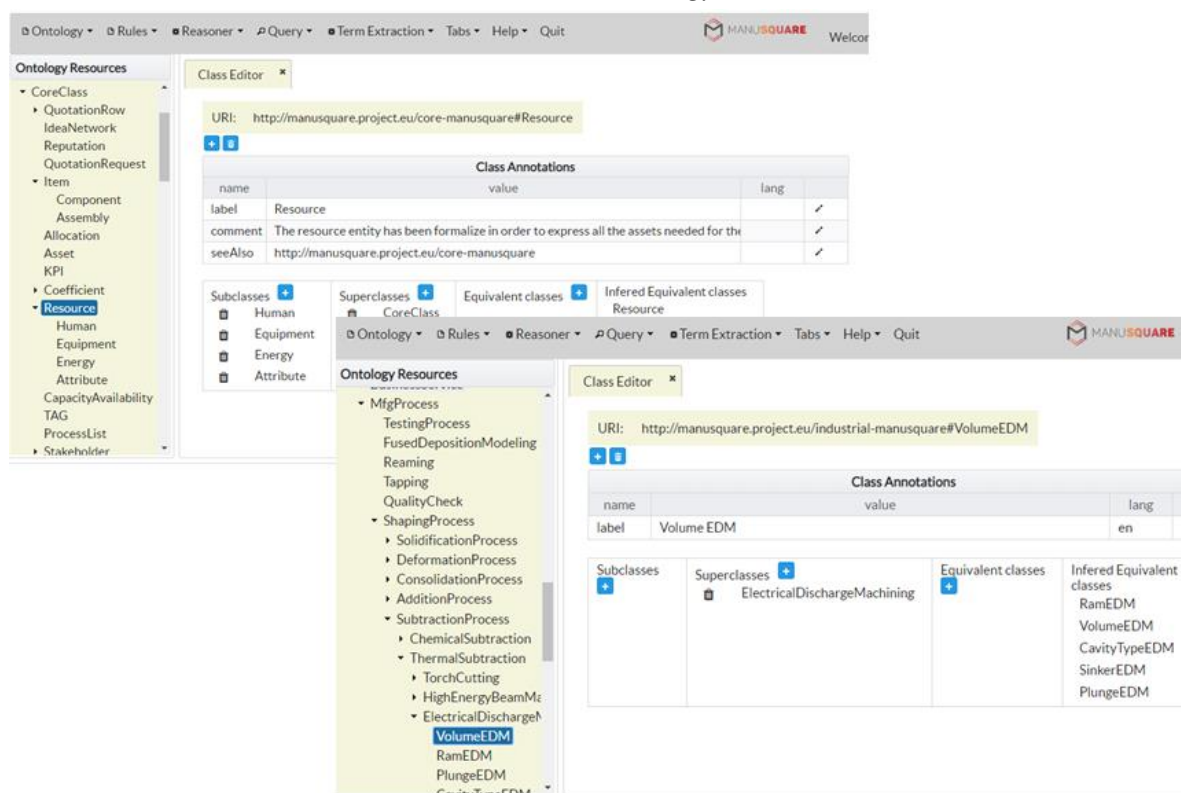 Ontology Rules Reasoner Query Term Extraction Tabs Help Quit MANUSQUARE Welcor
Ontology Resources
CoreClass
QuotationRow
IdeaNetwork
Reputation
QuotationRequest
Item
Component
Assembly
Allocation
Asset
KPI
Coefficient
Resource
Human
Equipment
Energy
Attribute
CapacityAvailability
TAG
ProcessList
Stakeholder
Class Editor
URI: http://manusquare.project.eu/core-manusquare#Resource
Class Annotations
name value lang
label Resource
comment The resource entity has been formalize in order to express all the assets needed for the
seeAlso http://manusquare.project.eu/core-manusquare
Subclasses Superclasses Equivalent classes Infered Equivalent classes
Human CoreClass Resource
Equipment
Energy
Attribute
Ontology Rules Reasoner Query Term Extraction Tabs Help Quit MANUSQUARE
Ontology Resources
MfgProcess
TestingProcess
FusedDepositionModeling
Reaming
Tapping
QualityCheck
ShapingProcess
SolidificationProcess
DeformationProcess
ConsolidationProcess
AdditionProcess
SubtractionProcess
ChemicalSubtraction
ThermalSubtraction
TorchCutting
HighEnergyBeamMa
ElectricalDischargeM
VolumeEDM
RamEDM
PlungeEDM
CavityTypeEDM
Class Editor
URI: http://manusquare.project.eu/industrial-manusquare#VolumeEDM
Class Annotations
name value lang
label Volume EDM en
Subclasses Superclasses Equivalent classes Infered Equivalent
classes
ElectricalDischargeMachining
RamEDM
VolumeEDM
CavityTypeEDM
SinkerEDM
PlungeEDM